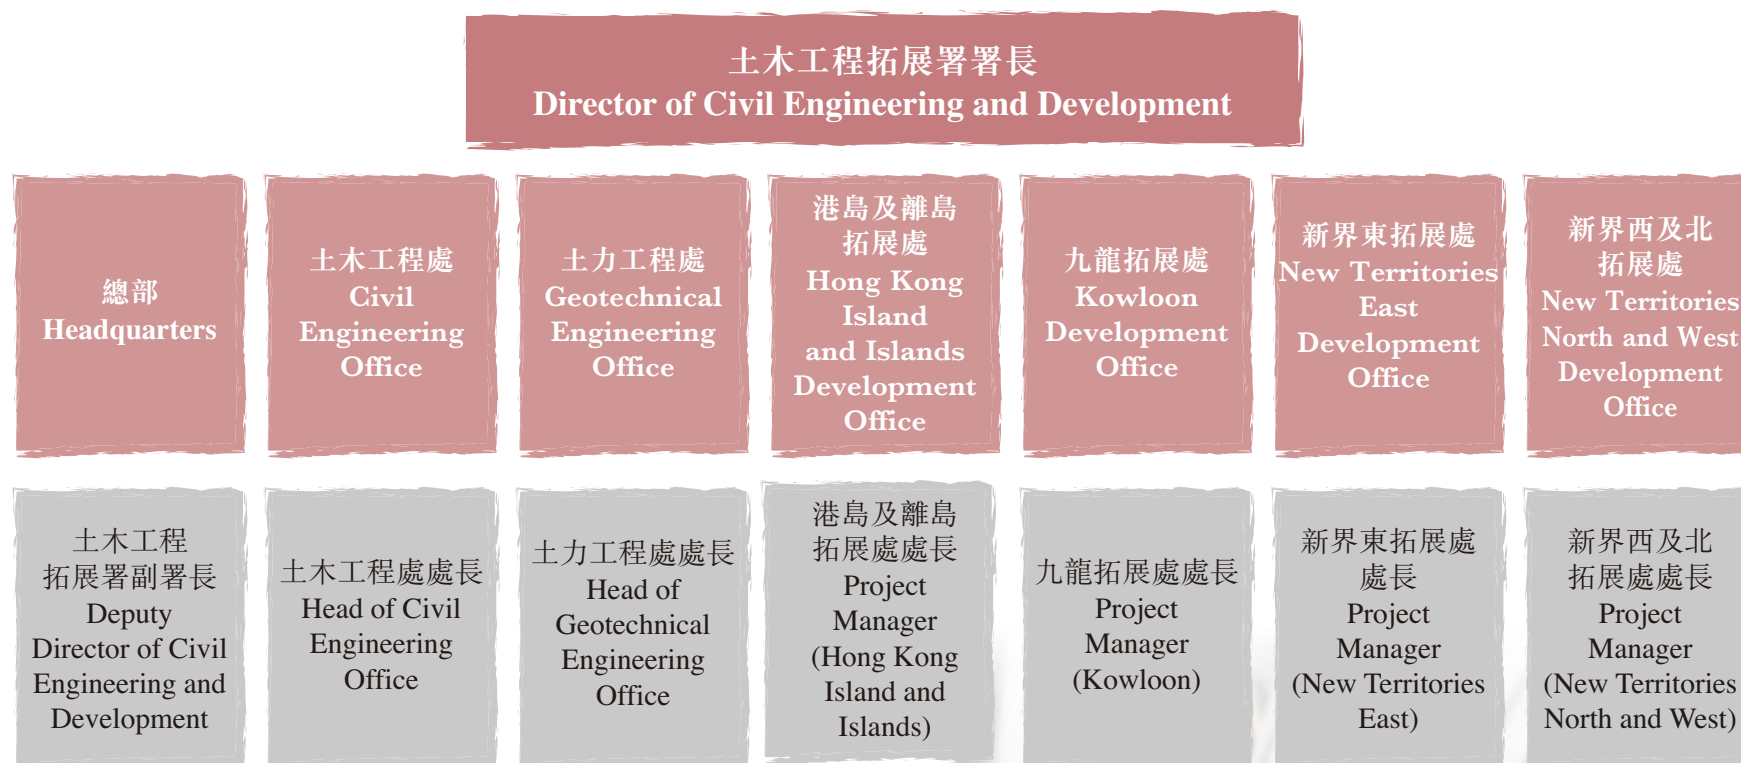 土木工程拓展署署長
Director of Civil Engineering and Development
總部
Headquarters
土木工程處
Civil
Engineering
Office
土力工程處
Geotechnical
Engineering
Office
港島及離島
拓展處
Hong Kong
Island
and Islands
Development
Office
九龍拓展處
Kowloon
Development
Office
新界東拓展處
New Territories
East
Development
Office
新界西及北
拓展處
New Territories
North and West
Development
Office
土木工程
拓展署副署長
Deputy
Director of Civil
Engineering and
Development
土木工程處處長
Head of Civil
Engineering
Office
土力工程處處長
Head of
Geotechnical
Engineering
Office
港島及離島
拓展處處長
Project
Manager
(Hong Kong
Island and
Islands)
九龍拓展處處長
Project
Manager
(Kowloon)
新界東拓展處
處長
Project
Manager
(New Territories
East)
新界西及北
拓展處處長
Project
Manager
(New Territories
North and West)